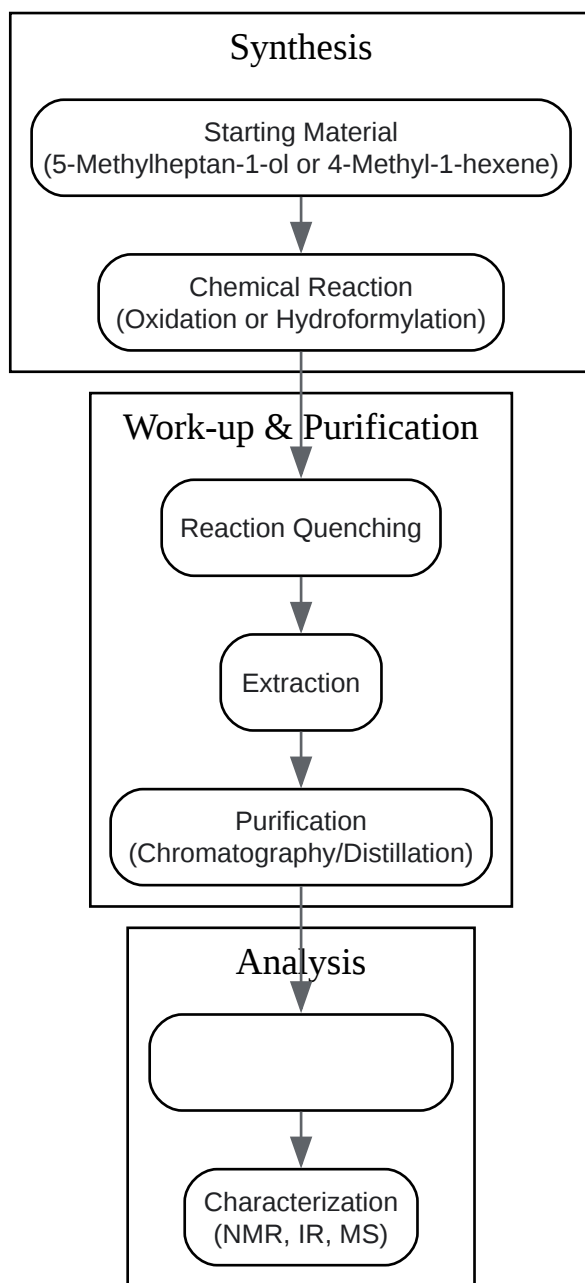 Synthesis
Starting Material
(5-Methylheptan-1-ol or 4-Methyl-1-hexene)
Chemical Reaction
(Oxidation or Hydroformylation)
Work-up & Purification
Reaction Quenching
Extraction
Purification
(Chromatography/Distillation)
Analysis
Characterization
(NMR, IR, MS)